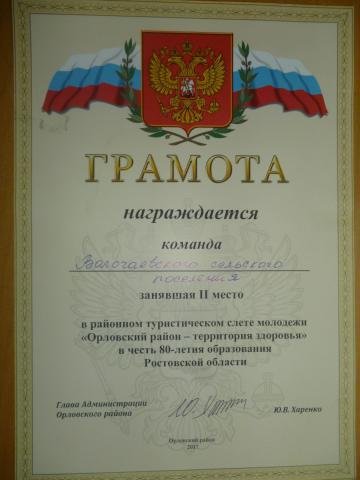 ГРАМОТА
награждается
команда
Волочаевского сельского
поселения
занявшая II место
в районном туристическом слете молодежи
«Орловский район – территория здоровья»
в честь 80-летия образования
Ростовской области
Глава Администрации
Орловского района
Ю.В. Харенко
Орловский район
2017